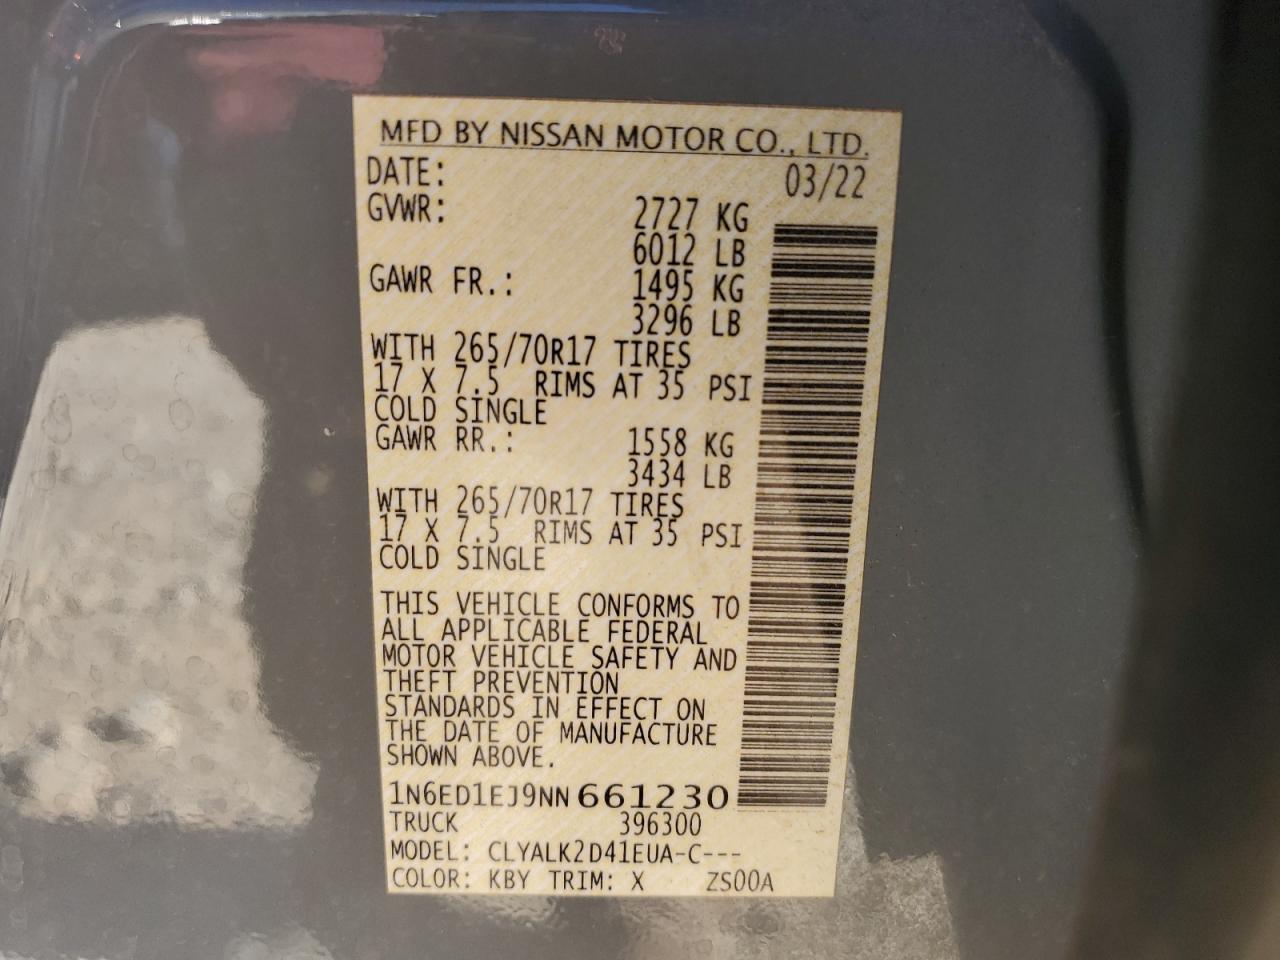 MFD BY NISSAN MOTOR CO., LTD.
DATE: 03/22
GVWR: 2727 KG
6012 LB
GAWR FR.: 1495 KG
3296 LB
WITH 265/70R17 TIRES
17 X 7.5 RIMS AT 35 PSI
COLD SINGLE
GAWR RR.: 1558 KG
3434 LB
WITH 265/70R17 TIRES
17 X 7.5 RIMS AT 35 PSI
COLD SINGLE
THIS VEHICLE CONFORMS TO
ALL APPLICABLE FEDERAL
MOTOR VEHICLE SAFETY AND
THEFT PREVENTION
STANDARDS IN EFFECT ON
THE DATE OF MANUFACTURE
SHOWN ABOVE.
1N6ED1EJ9NN661230
TRUCK 396300
MODEL: CLYALK2D41EUA-C---
COLOR: KBY TRIM: X ZS00A